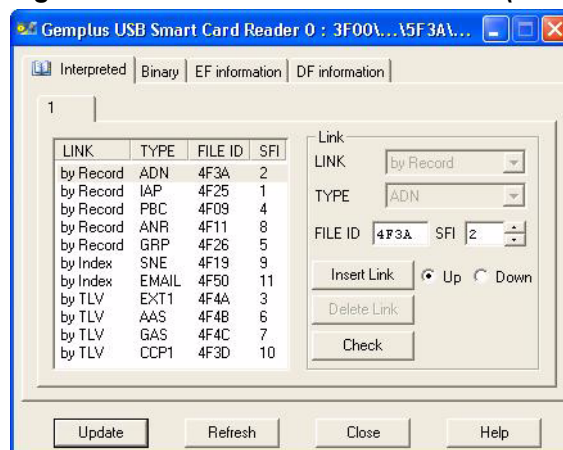 Gemplus USB Smart Card Reader 0 : 3F00\...\5F3A\...
Interpreted Binary EF information DF information
1
LINK TYPE FILE ID SFI
by Record ADN 4F3A 2
by Record IAP 4F25 1
by Record PBC 4F09 4
by Record ANR 4F11 8
by Record GRP 4F26 5
by Index SNE 4F19 9
by Index EMAIL 4F50 11
by TLV EXT1 4F4A 3
by TLV AAS 4F4B 6
by TLV GAS 4F4C 7
by TLV CCP1 4F3D 10
Link
LINK by Record
TYPE ADN
FILE ID 4F3A SFI 2
Insert Link Up Down
Delete Link
Check
Update Refresh Close Help